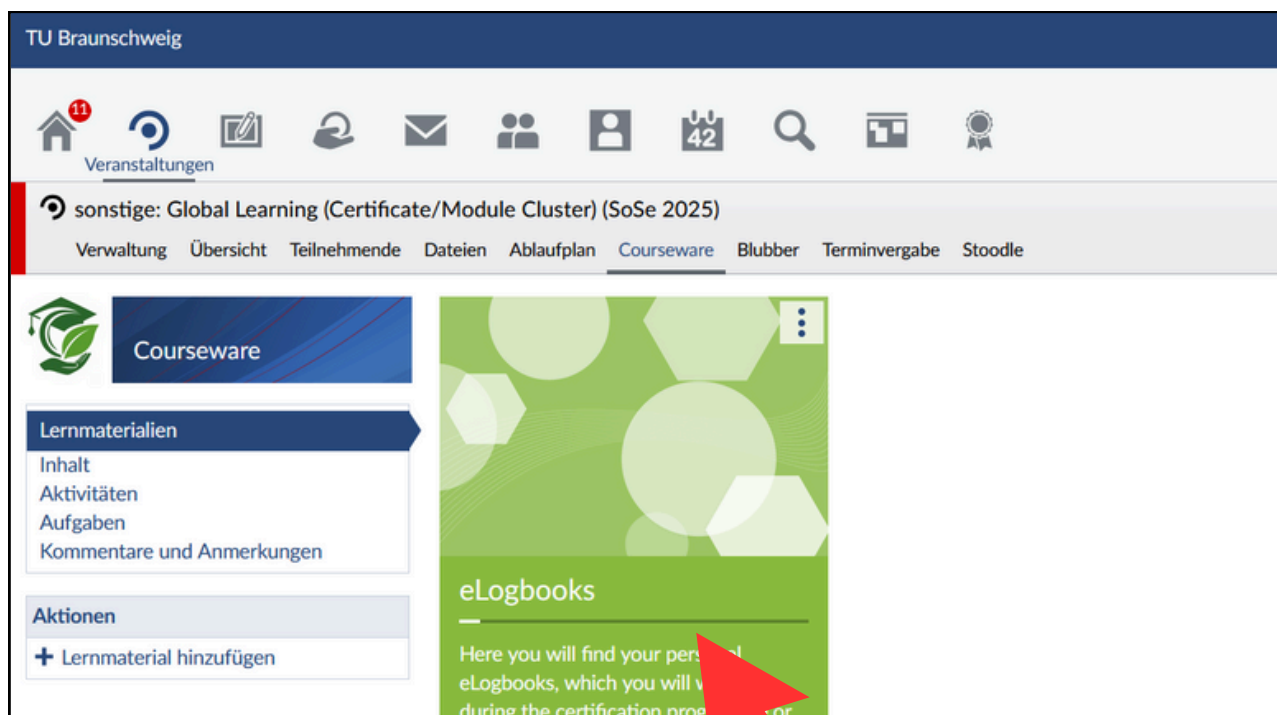 TU Braunschweig
11
42
Veranstaltungen
sonstige: Global Learning (Certificate/Module Cluster) (SoSe 2025)
Verwaltung Übersicht Teilnehmende Dateien Ablaufplan Courseware Blubber Terminvergabe Stoodle
Courseware
Lernmaterialien
Inhalt
Aktivitäten
Aufgaben
Kommentare und Anmerkungen
Aktionen
+ Lernmaterial hinzufügen
eLogbooks
Here you will find your
eLogbooks, which you will
during the certification or